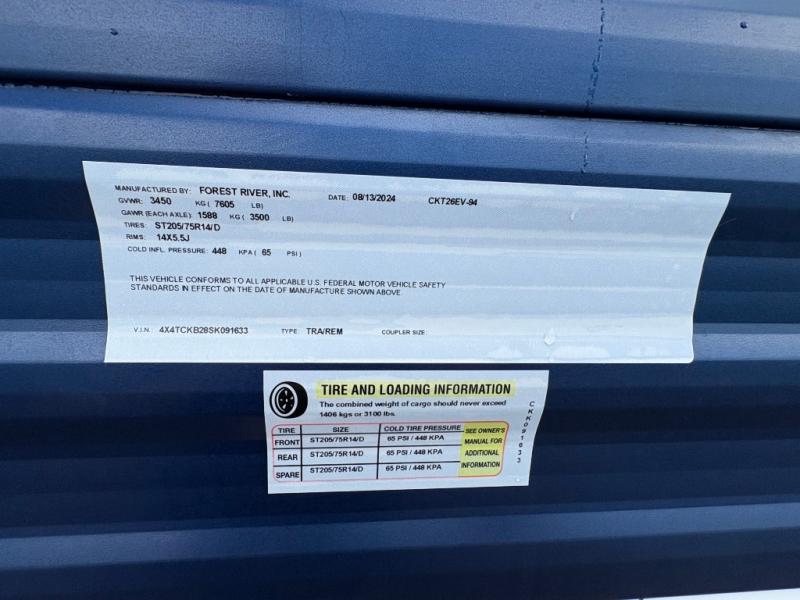 MANUFACTURED BY: FOREST RIVER, INC. DATE: 08/13/2024 CKT26EV-94
GVWR: 3450 KG ( 7605 LB)
GAWR (EACH AXLE): 1588 KG ( 3500 LB)
TIRES: ST205/75R14/D
RIMS: 14X5.5J
COLD INFL. PRESSURE: 448 KPA ( 65 PSI )
THIS VEHICLE CONFORMS TO ALL APPLICABLE U.S. FEDERAL MOTOR VEHICLE SAFETY
STANDARDS IN EFFECT ON THE DATE OF MANUFACTURE SHOWN ABOVE.
V.I.N.: 4X4TCKB28SK091633 TYPE: TRA/REM COUPLER SIZE:
TIRE AND LOADING INFORMATION
The combined weight of cargo should never exceed
1406 kgs or 3100 lbs.
TIRE SIZE COLD TIRE PRESSURE
FRONT ST205/75R14/D 65 PSI / 448 KPA
REAR ST205/75R14/D 65 PSI / 448 KPA
SPARE ST205/75R14/D 65 PSI / 448 KPA
SEE OWNER'S
MANUAL FOR
ADDITIONAL
INFORMATION
CKK091633